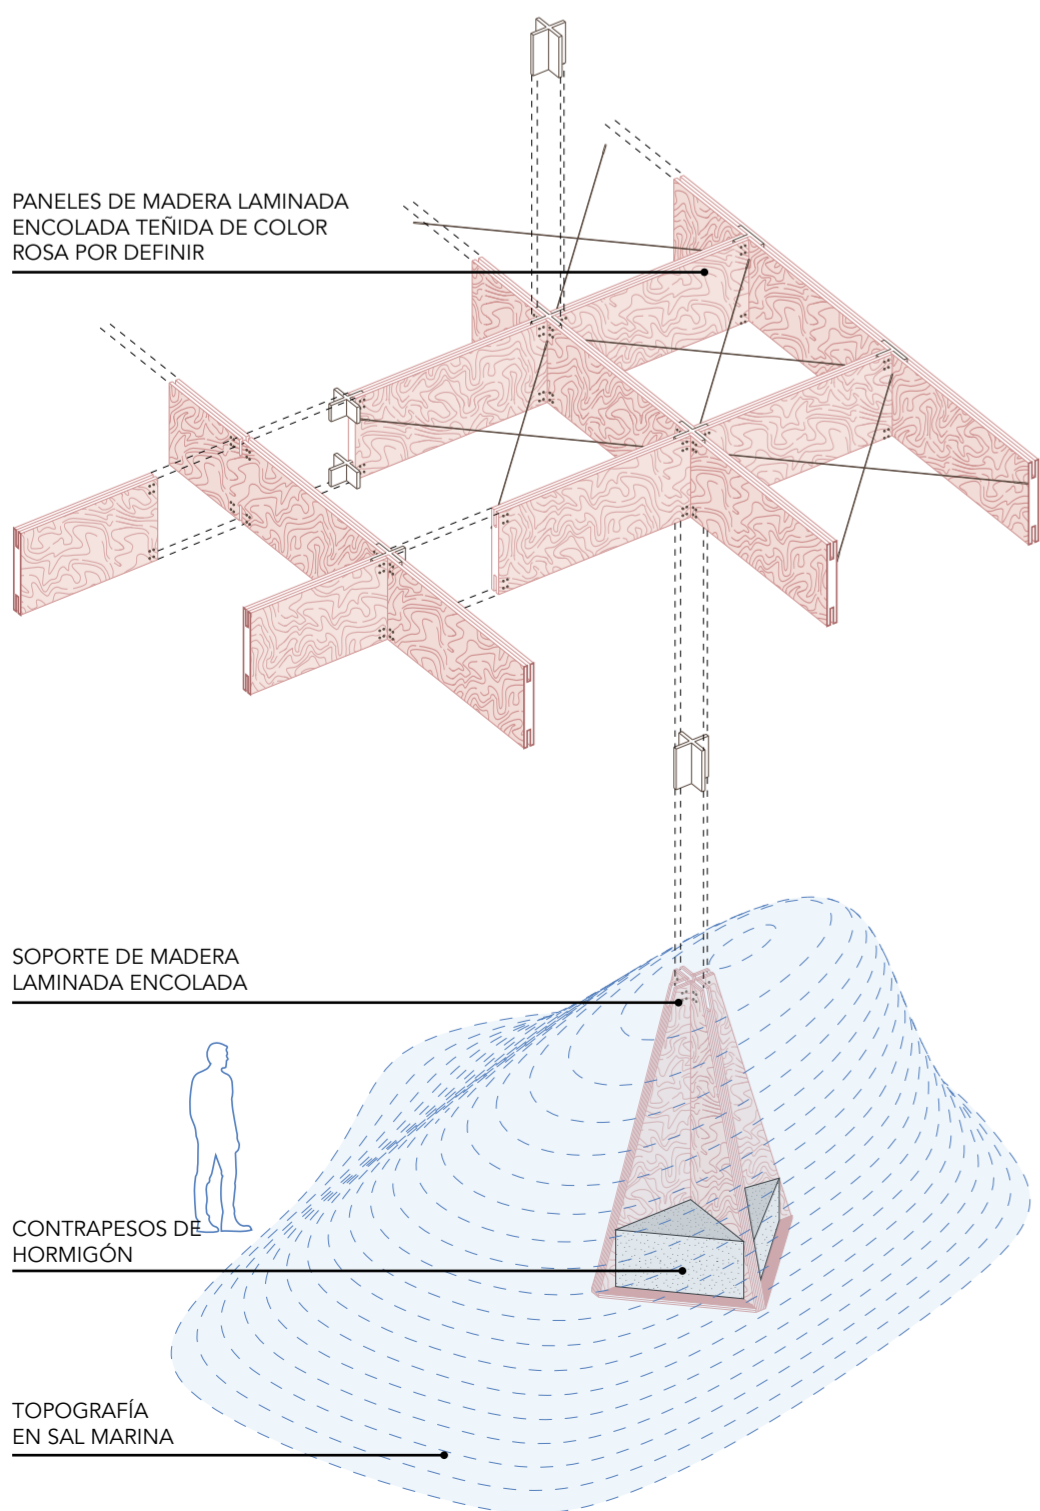 PANELES DE MADERA LAMINADA
ENCOLADA TEÑIDA DE COLOR
ROSA POR DEFINIR
SOPORTE DE MADERA
LAMINADA ENCOLADA
CONTRAPESOS DE
HORMIGÓN
TOPOGRAFÍA
EN SAL MARINA